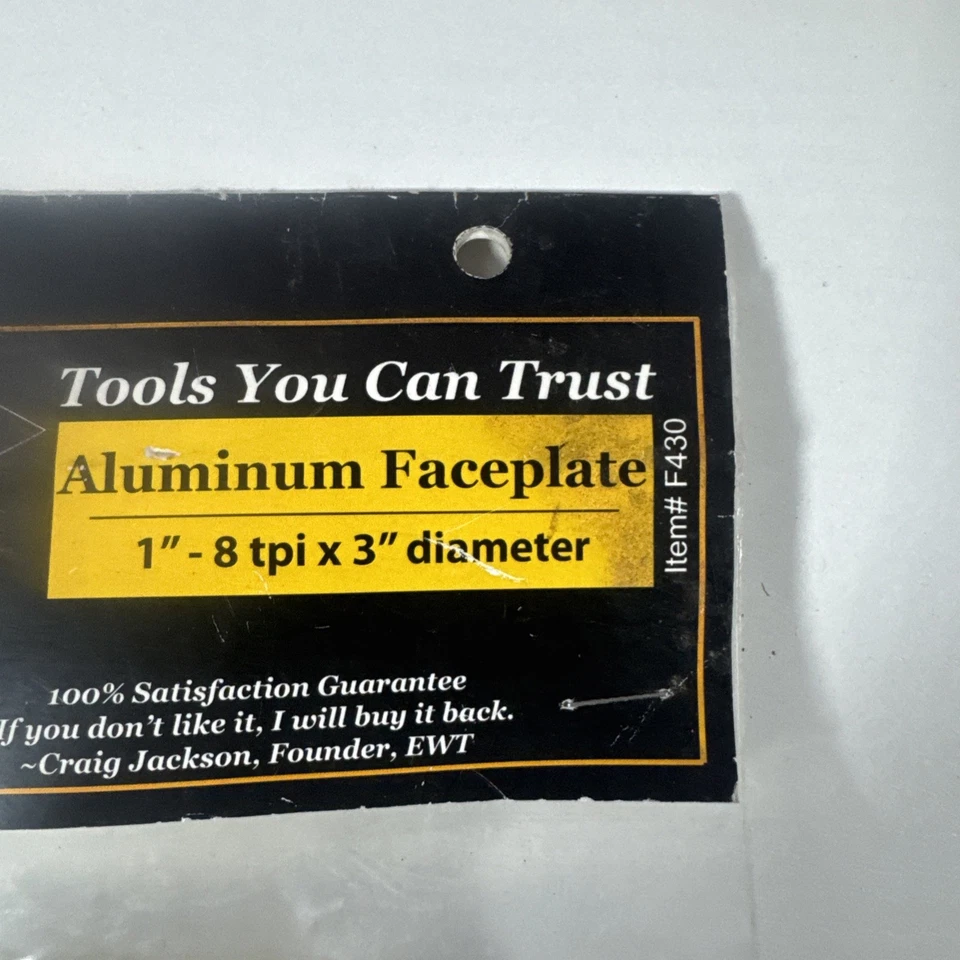 Tools You Can Trust
Aluminum Faceplate
1” - 8 tpi x 3” diameter
Item# F430
100% Satisfaction Guarantee
If you don’t like it, I will buy it back.
~Craig Jackson, Founder, EWT